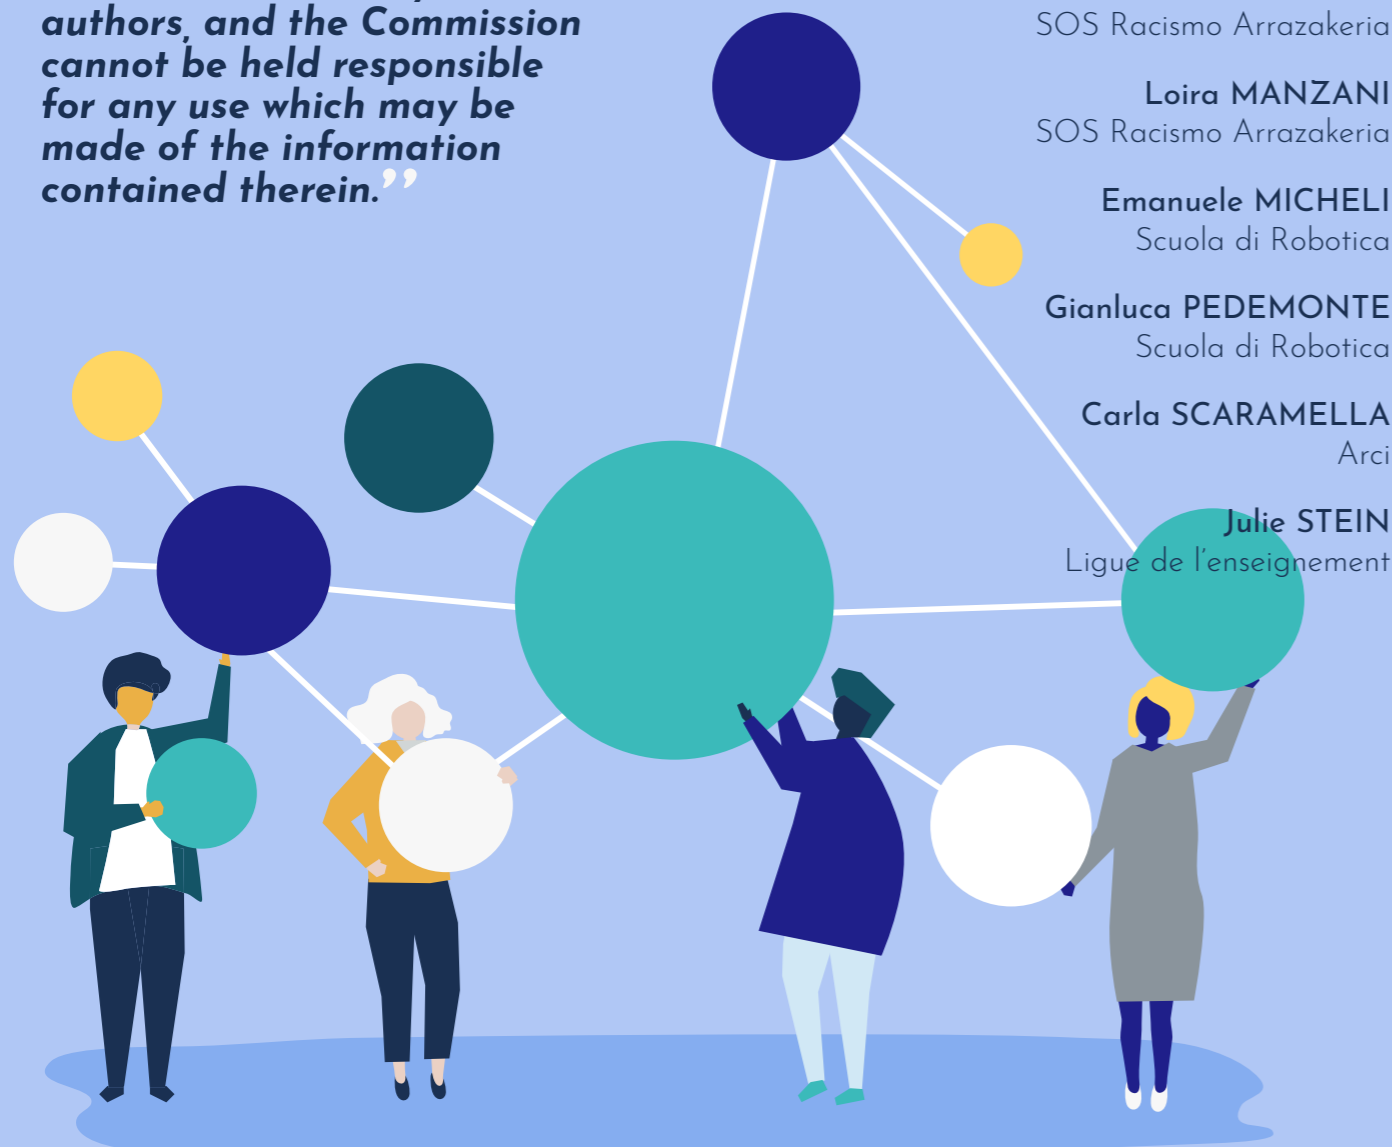 authors, and the Commission
cannot be held responsible
for any use which may be
made of the information
contained therein.”
SOS Racismo Arrazakeria
Loira MANZANI
SOS Racismo Arrazakeria
Emanuele MICHELI
Scuola di Robotica
Gianluca PEDEMONTE
Scuola di Robotica
Carla SCARAMELLA
Arci
Julie STEIN
Ligue de l’enseignement